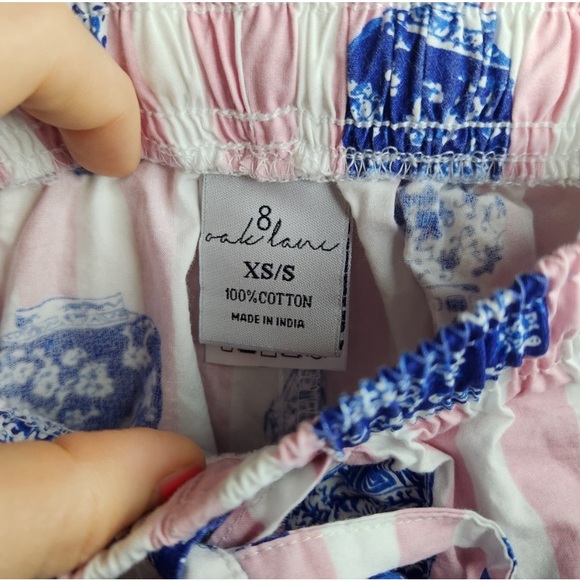 8
oak lane
XS/S
100%COTTON
MADE IN INDIA